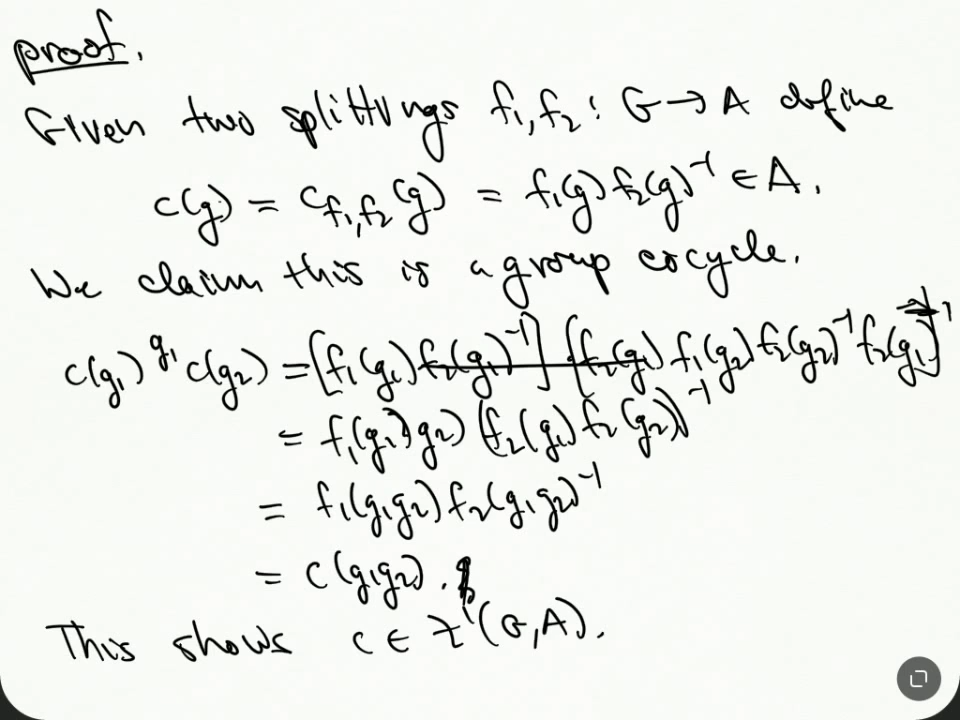 proof.
Given two splittings f₁, f₂ : G → A define
c(g) = c_{f₁,f₂}(g) = f₁(g) f₂(g)⁻¹ ∈ A.
We claim this is a group cocycle.
c(g₁) ^{g₁}c(g₂) = [f₁(g₁) f₂(g₁)⁻¹] [f₂(g₁) f₁(g₂) f₂(g₂)⁻¹ f₂(g₁)⁻¹]
= f₁(g₁g₂) (f₂(g₁) f₂(g₂))⁻¹
= f₁(g₁g₂) f₂(g₁g₂)⁻¹
= c(g₁g₂).
This shows c ∈ Z¹(G, A).